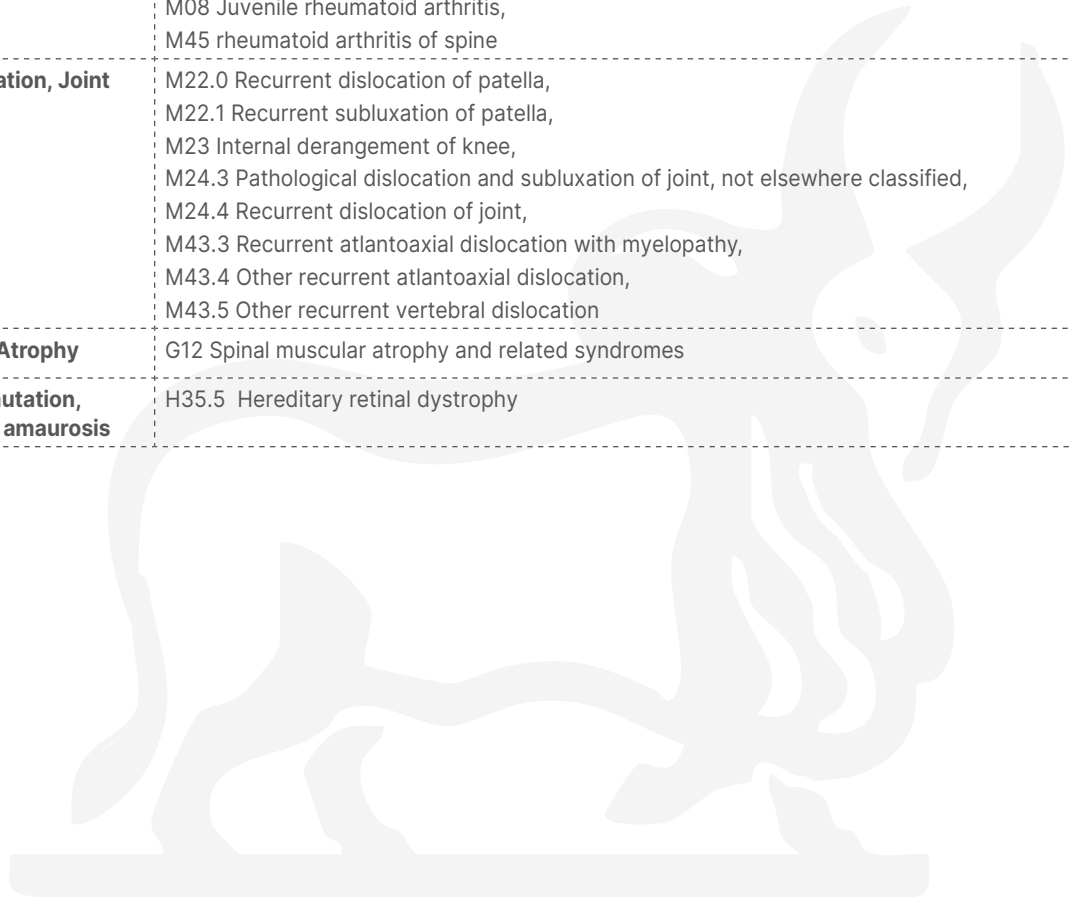 M08 Juvenile rheumatoid arthritis,
M45 rheumatoid arthritis of spine
ation, Joint
M22.0 Recurrent dislocation of patella,
M22.1 Recurrent subluxation of patella,
M23 Internal derangement of knee,
M24.3 Pathological dislocation and subluxation of joint, not elsewhere classified,
M24.4 Recurrent dislocation of joint,
M43.3 Recurrent atlantoaxial dislocation with myelopathy,
M43.4 Other recurrent atlantoaxial dislocation,
M43.5 Other recurrent vertebral dislocation
Atrophy
G12 Spinal muscular atrophy and related syndromes
utation,
amaurosis
H35.5 Hereditary retinal dystrophy